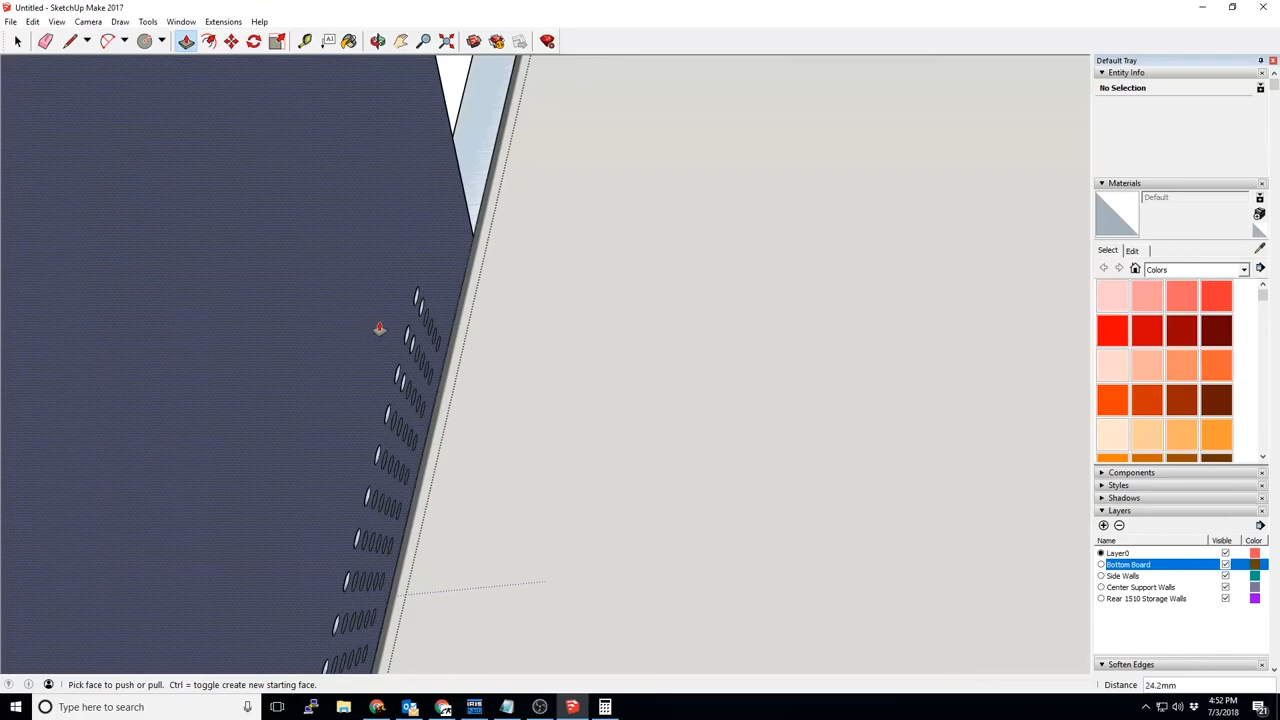 Untitled - SketchUp Make 2017
File Edit View Camera Draw Tools Window Extensions Help
Default Tray
Entity Info
No Selection
Materials
Default
Select Edit
Colors
Components
Styles
Shadows
Layers
Name Visible Color
Layer0
Bottom Board
Side Walls
Center Support Walls
Rear 1510 Storage Walls
Soften Edges
Pick face to push or pull. Ctrl = toggle create new starting face.
Distance 24.2mm
Type here to search
4:52 PM
7/3/2018
21